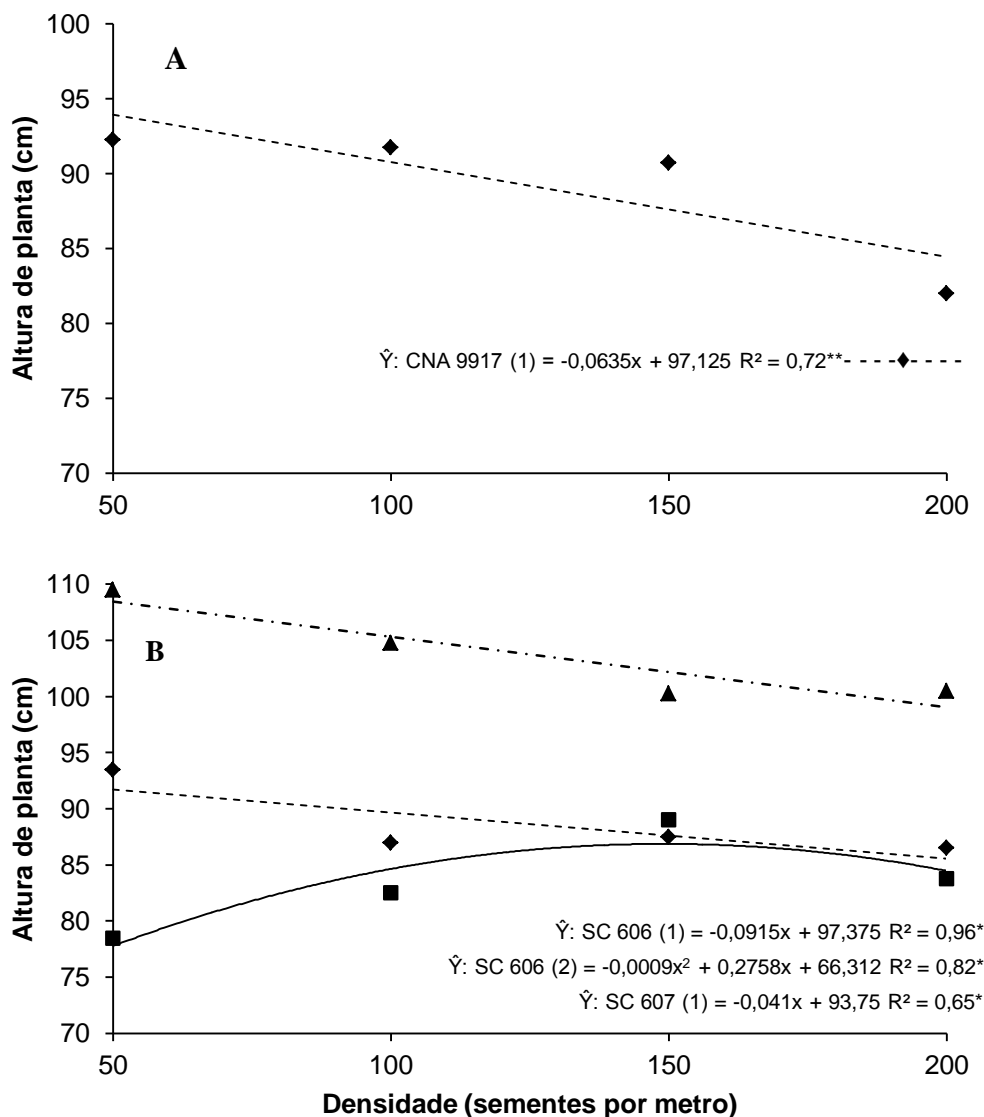 100
95
90
85
80
75
70
Altura de planta (cm)
A
Ŷ: CNA 9917 (1) = -0,0635x + 97,125 R² = 0,72**
50 100 150 200
110
105
100
95
90
85
80
75
70
Altura de planta (cm)
B
Ŷ: SC 606 (1) = -0,0915x + 97,375 R² = 0,96*
Ŷ: SC 606 (2) = -0,0009x² + 0,2758x + 66,312 R² = 0,82*
Ŷ: SC 607 (1) = -0,041x + 93,75 R² = 0,65*
50 100 150 200
Densidade (sementes por metro)